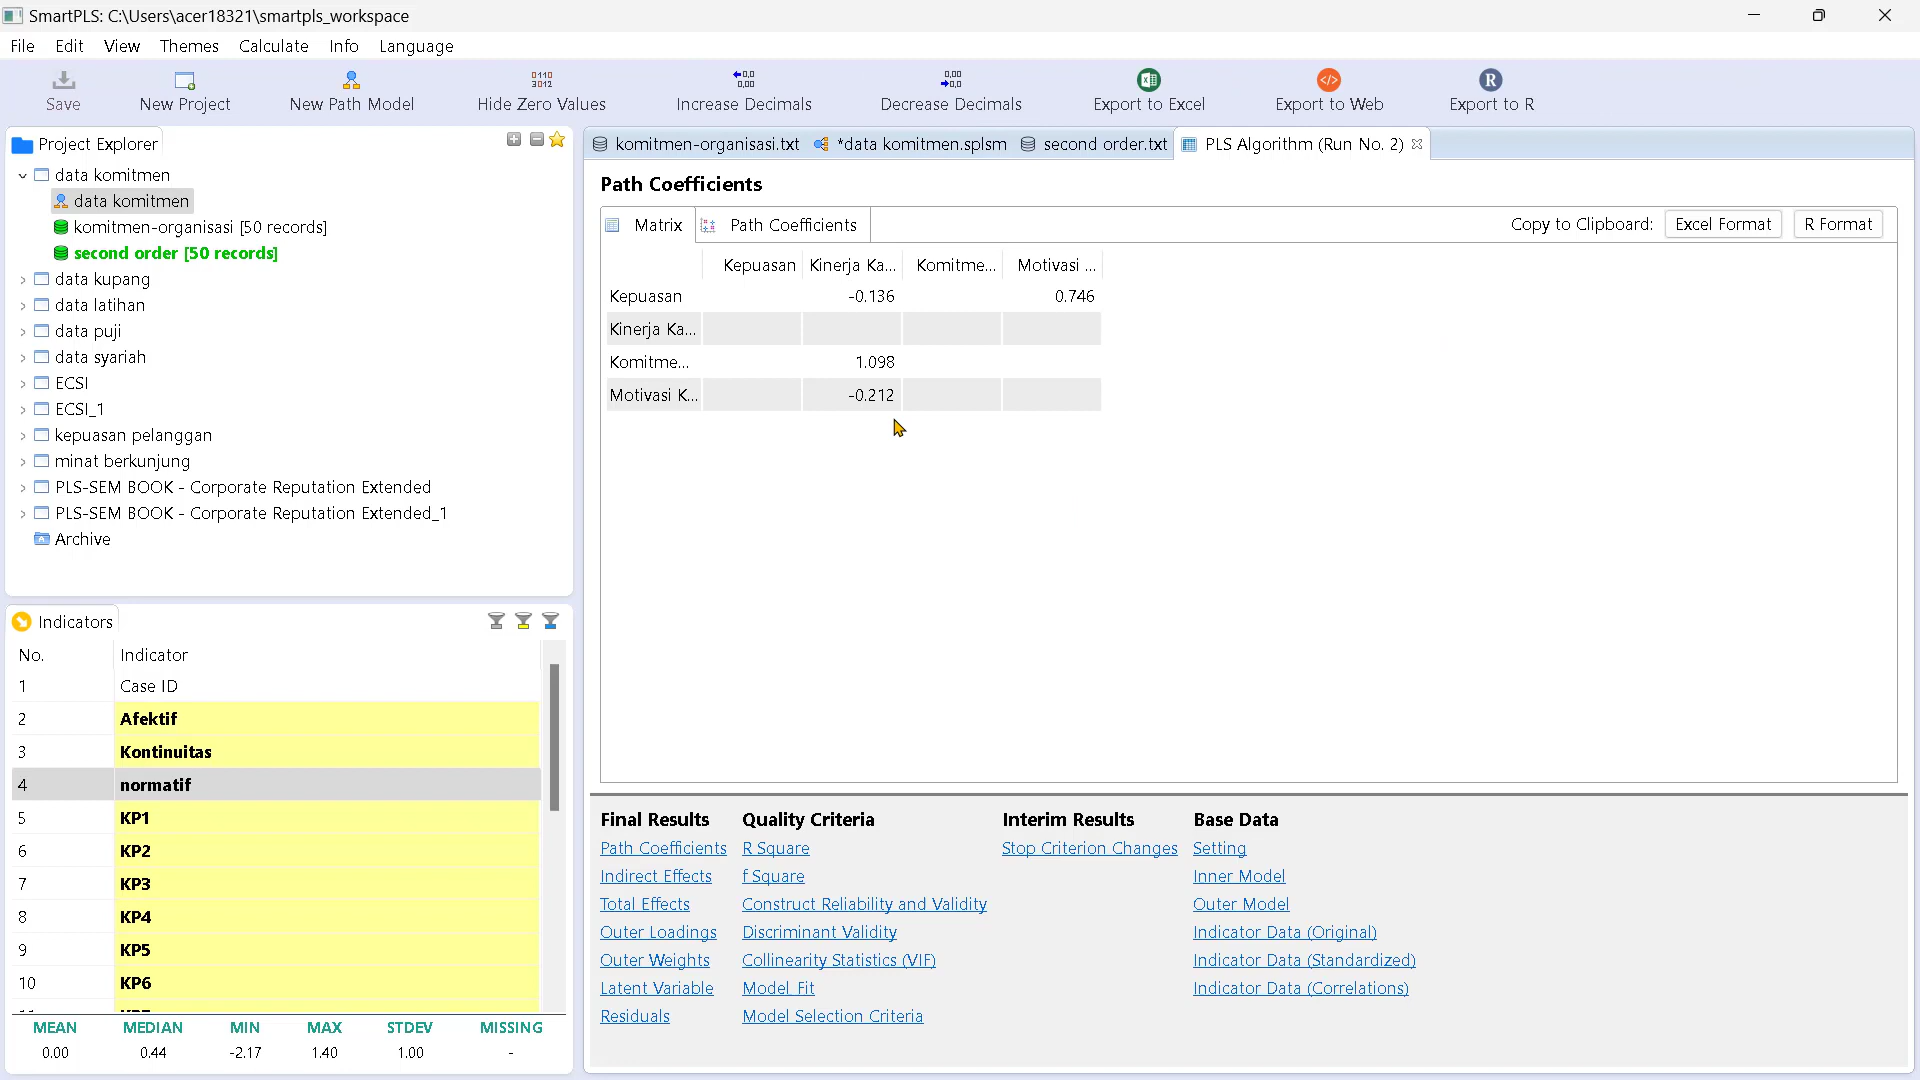 SmartPLS: C:\Users\acer18321\smartpls_workspace
File Edit View Themes Calculate Info Language
Save New Project New Path Model Hide Zero Values Increase Decimals Decrease Decimals Export to Excel Export to Web Export to R
Project Explorer
data komitmen
data komitmen
komitmen-organisasi [50 records]
second order [50 records]
data kupang
data latihan
data puji
data syariah
ECSI
ECSI_1
kepuasan pelanggan
minat berkunjung
PLS-SEM BOOK - Corporate Reputation Extended
PLS-SEM BOOK - Corporate Reputation Extended_1
Archive
Indicators
No. Indicator
1 Case ID
2 Afektif
3 Kontinuitas
4 normatif
5 KP1
6 KP2
7 KP3
8 KP4
9 KP5
10 KP6
MEAN MEDIAN MIN MAX STDEV MISSING
0.00 0.44 -2.17 1.40 1.00 -
komitmen-organisasi.txt *data komitmen.splsm second order.txt PLS Algorithm (Run No. 2)
Path Coefficients
Matrix Path Coefficients Copy to Clipboard: Excel Format R Format
Kepuasan Kinerja Ka... Komitme... Motivasi ...
Kepuasan -0.136 0.746
Kinerja Ka...
Komitme... 1.098
Motivasi K... -0.212
Final Results Quality Criteria Interim Results Base Data
Path Coefficients R Square Stop Criterion Changes Setting
Indirect Effects f Square Inner Model
Total Effects Construct Reliability and Validity Outer Model
Outer Loadings Discriminant Validity Indicator Data (Original)
Outer Weights Collinearity Statistics (VIF) Indicator Data (Standardized)
Latent Variable Model_Fit Indicator Data (Correlations)
Residuals Model Selection Criteria